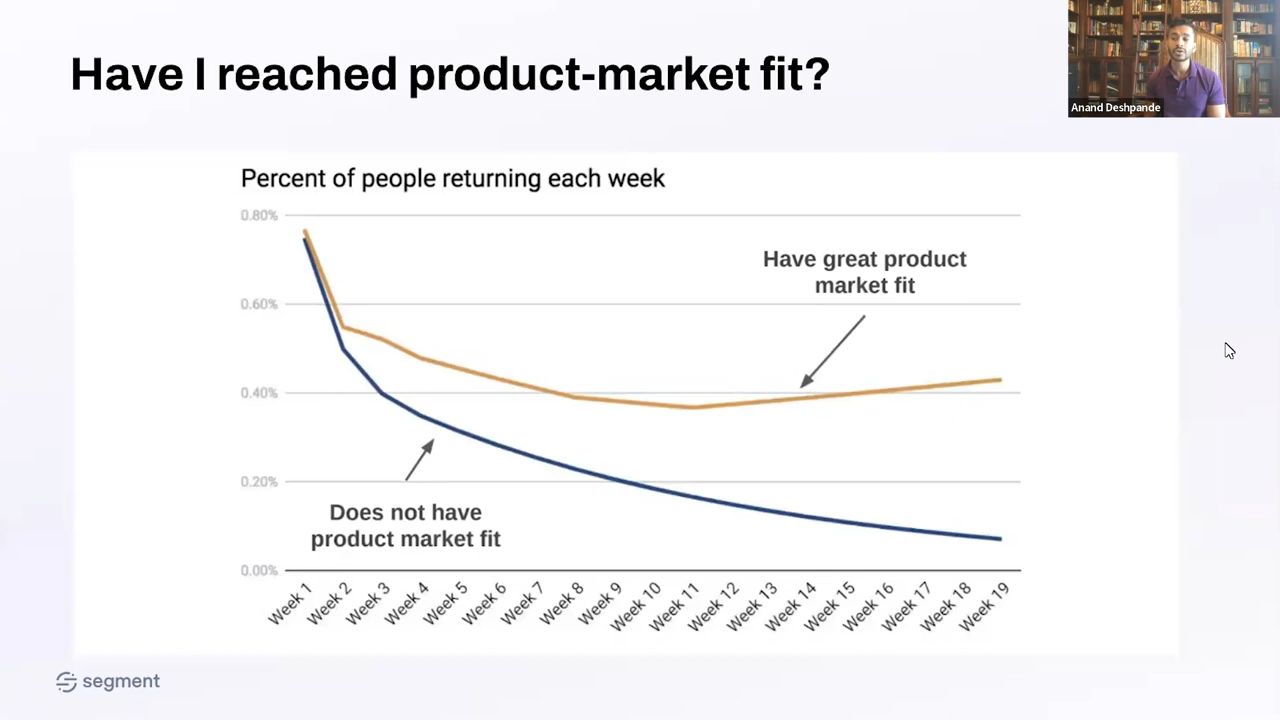 Have I reached product-market fit?
Anand Deshpande
Percent of people returning each week
0.80%
Have great product
market fit
0.60%
0.40%
0.20%
Does not have
product market fit
0.00%
Week 1
Week 2
Week 3
Week 4
Week 5
Week 6
Week 7
Week 8
Week 9
Week 10
Week 11
Week 12
Week 13
Week 14
Week 15
Week 16
Week 17
Week 18
Week 19
segment